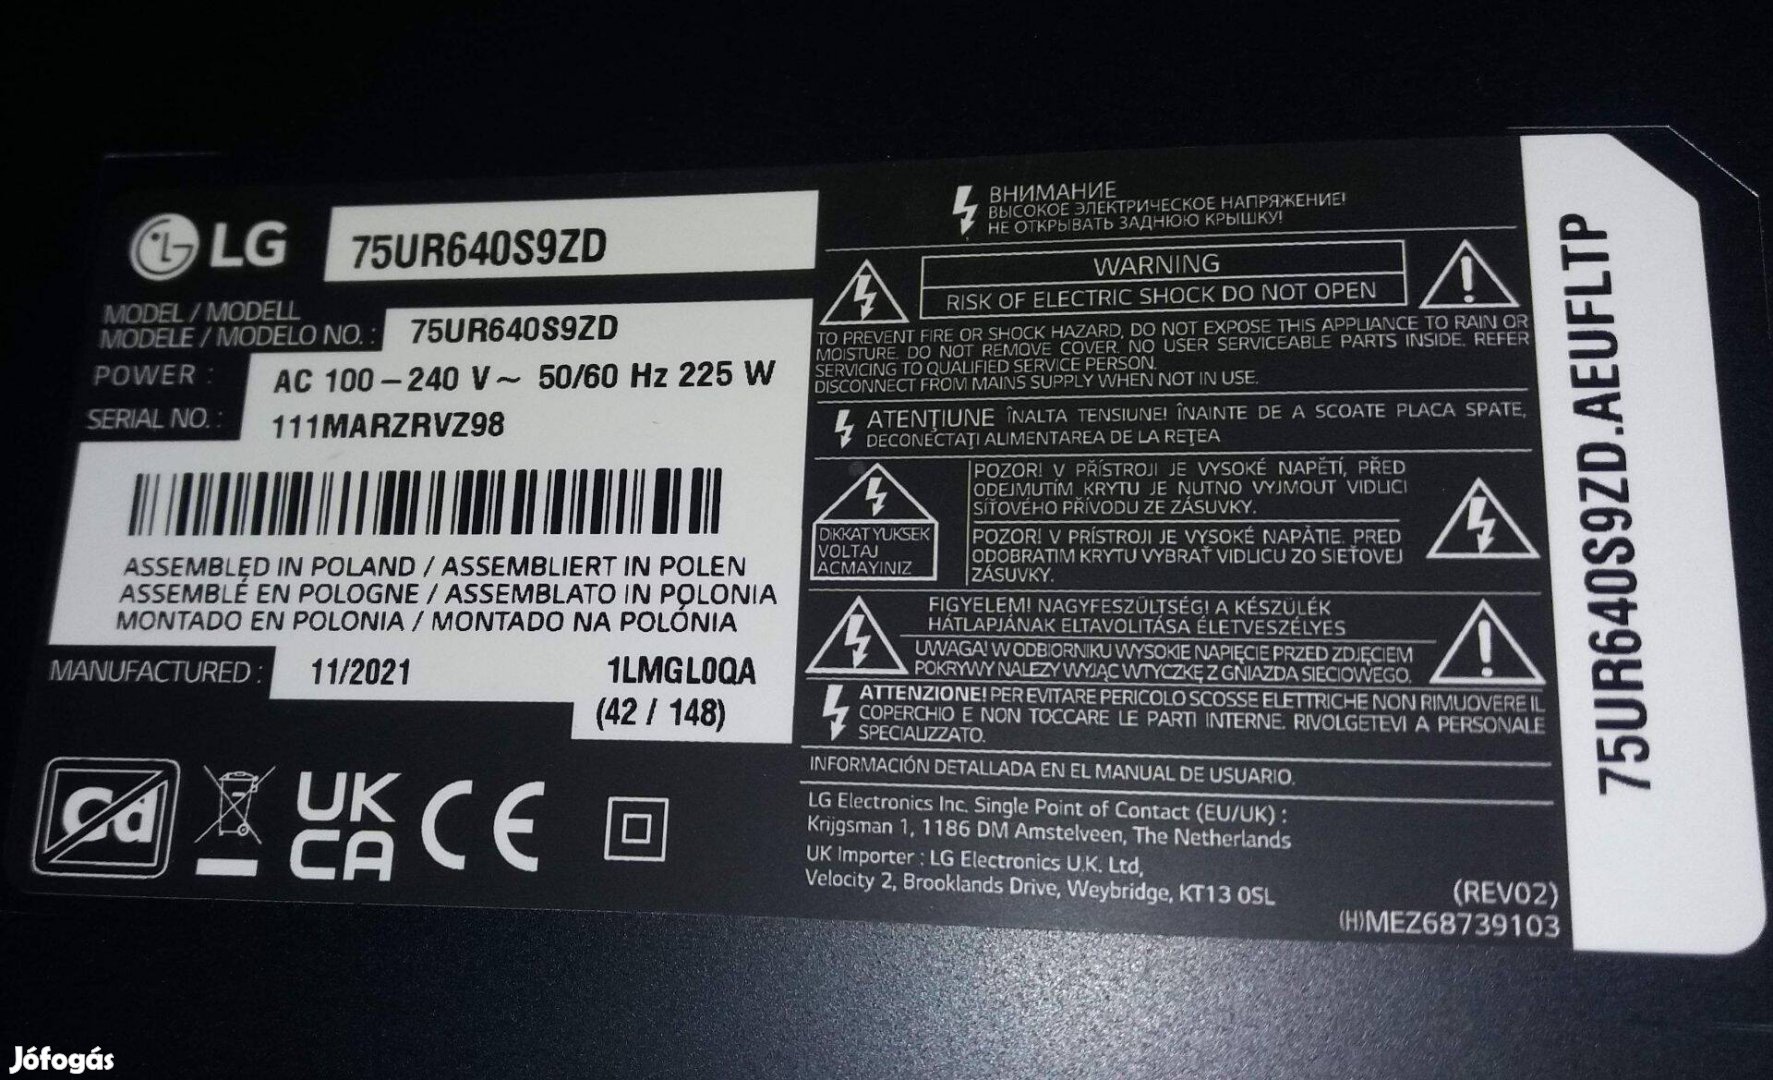 LG
75UR640S9ZD
MODEL / MODELL
MODELE / MODELO NO. :
75UR640S9ZD
POWER :
AC 100 – 240 V ~ 50/60 Hz 225 W
SERIAL NO. :
111MARZRVZ98
ASSEMBLED IN POLAND / ASSEMBLIERT IN POLEN
ASSEMBLÉ EN POLOGNE / ASSEMBLATO IN POLONIA
MONTADO EN POLONIA / MONTADO NA POLÓNIA
MANUFACTURED :
11/2021
1LMGL0QA
(42 / 148)
Cd
UK
CA
CE
ВНИМАНИЕ
ВЫСОКОЕ ЭЛЕКТРИЧЕСКОЕ НАПРЯЖЕНИЕ!
НЕ ОТКРЫВАТЬ ЗАДНЮЮ КРЫШКУ!
WARNING
RISK OF ELECTRIC SHOCK DO NOT OPEN
TO PREVENT FIRE OR SHOCK HAZARD, DO NOT EXPOSE THIS APPLIANCE TO RAIN OR
MOISTURE. DO NOT REMOVE COVER. NO USER SERVICEABLE PARTS INSIDE. REFER
SERVICING TO QUALIFIED SERVICE PERSON.
DISCONNECT FROM MAINS SUPPLY WHEN NOT IN USE.
ATENŢIUNE ÎNALTA TENSIUNE! ÎNAINTE DE A SCOATE PLACA SPATE,
DECONECTAŢI ALIMENTAREA DE LA REŢEA
DIKKAT YUKSEK
VOLTAJ
ACMAYINIZ
POZOR! V PŘÍSTROJI JE VYSOKÉ NAPĚTÍ, PŘED
ODEJMUTÍM KRYTU JE NUTNO VYJMOUT VIDLICI
SÍŤOVÉHO PŘÍVODU ZE ZÁSUVKY.
POZOR! V PRÍSTROJI JE VYSOKÉ NAPÄTIE. PRED
ODOBRATIM KRYTU VYBRAŤ VIDLICU ZO SIEŤOVEJ
ZÁSUVKY.
FIGYELEM! NAGYFESZÜLTSÉG! A KÉSZÜLÉK
HÁTLAPJÁNAK ELTAVOLITÁSA ÉLETVESZÉLYES
UWAGA! W ODBIORNIKU WYSOKIE NAPIĘCIE PRZED ZDJĘCIEM
POKRYWY NALEZY WYJĄC WTYCZKĘ Z GNIAZDA SIECIOWEGO.
ATTENZIONE! PER EVITARE PERICOLO SCOSSE ELETTRICHE NON RIMUOVERE IL
COPERCHIO E NON TOCCARE LE PARTI INTERNE. RIVOLGETEVI A PERSONALE
SPECIALIZZATO.
INFORMACIÓN DETALLADA EN EL MANUAL DE USUARIO.
LG Electronics Inc. Single Point of Contact (EU/UK) :
Krijgsman 1, 1186 DM Amstelveen, The Netherlands
UK Importer : LG Electronics U.K. Ltd,
Velocity 2, Brooklands Drive, Weybridge, KT13 0SL
(REV02)
(H)MEZ68739103
75UR640S9ZD.AEUFLTP
Jófogás